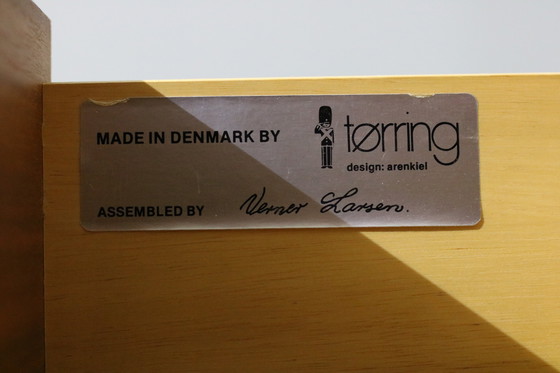 MADE IN DENMARK BY
tørring
design: arenkiel
ASSEMBLED BY Verner Larsen.